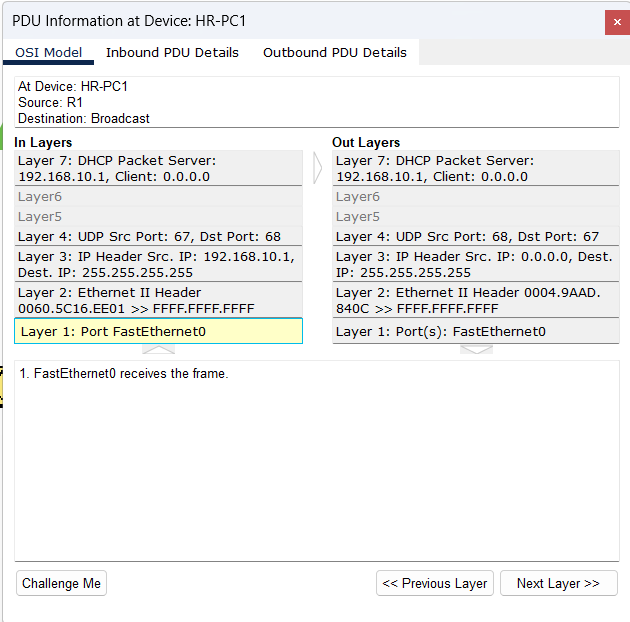 PDU Information at Device: HR-PC1
OSI Model
Inbound PDU Details
Outbound PDU Details
At Device: HR-PC1
Source: R1
Destination: Broadcast
In Layers
Layer 7: DHCP Packet Server:
192.168.10.1, Client: 0.0.0.0
Layer6
Layer5
Layer 4: UDP Src Port: 67, Dst Port: 68
Layer 3: IP Header Src. IP: 192.168.10.1,
Dest. IP: 255.255.255.255
Layer 2: Ethernet II Header
0060.5C16.EE01 >> FFFF.FFFF.FFFF
Layer 1: Port FastEthernet0
Out Layers
Layer 7: DHCP Packet Server:
192.168.10.1, Client: 0.0.0.0
Layer6
Layer5
Layer 4: UDP Src Port: 68, Dst Port: 67
Layer 3: IP Header Src. IP: 0.0.0.0, Dest.
IP: 255.255.255.255
Layer 2: Ethernet II Header 0004.9AAD.
840C >> FFFF.FFFF.FFFF
Layer 1: Port(s): FastEthernet0
1. FastEthernet0 receives the frame.
Challenge Me
<< Previous Layer
Next Layer >>